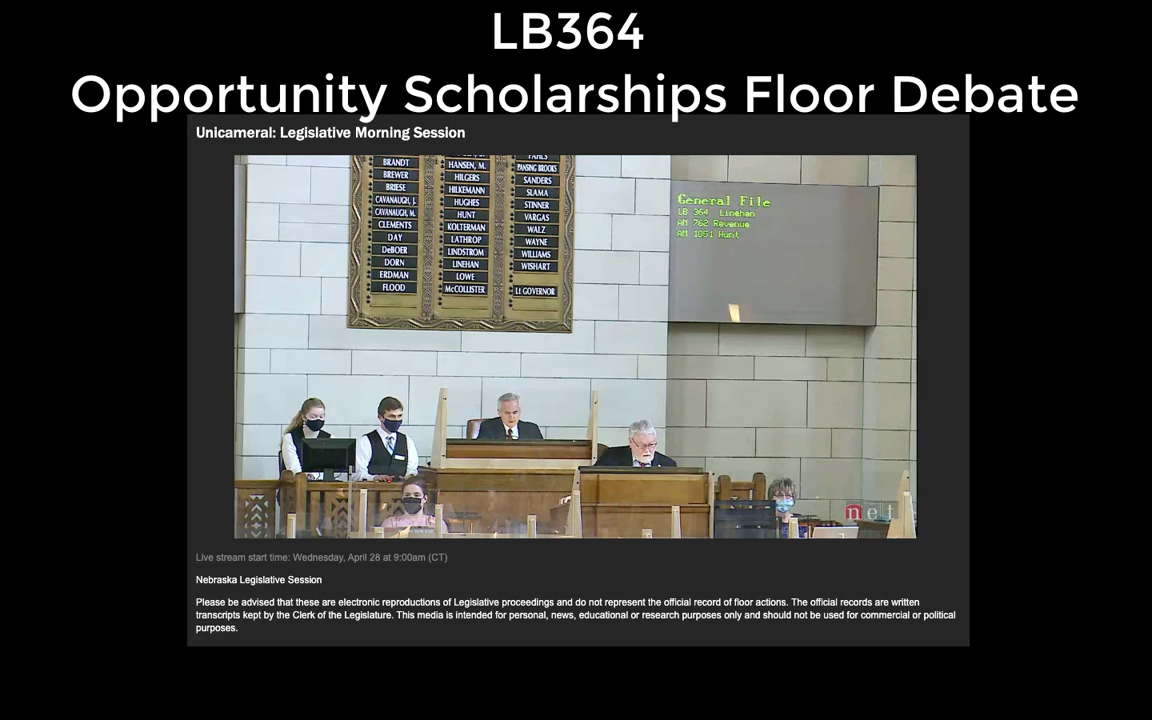 LB364
Opportunity Scholarships Floor Debate
Unicameral: Legislative Morning Session
BRANDT
BREWER
BRIESE
CAVANAUGH, J.
CAVANAUGH, M.
CLEMENTS
DAY
DeBOER
DORN
ERDMAN
FLOOD
HANSEN, M.
HILGERS
HILKEMANN
HUGHES
HUNT
KOLTERMAN
LATHROP
LINDSTROM
LINEHAN
LOWE
McCOLLISTER
PAHLS
PANSING BROOKS
SANDERS
SLAMA
STINNER
VARGAS
WALZ
WAYNE
WILLIAMS
WISHART
LT GOVERNOR
General File
LB 364 Linehan
AM 762 Revenue
AM 1051 Hunt
net
Live stream start time: Wednesday, April 28 at 9:00am (CT)
Nebraska Legislative Session
Please be advised that these are electronic reproductions of Legislative proceedings and do not represent the official record of floor actions. The official records are written
transcripts kept by the Clerk of the Legislature. This media is intended for personal, news, educational or research purposes only and should not be used for commercial or political
purposes.